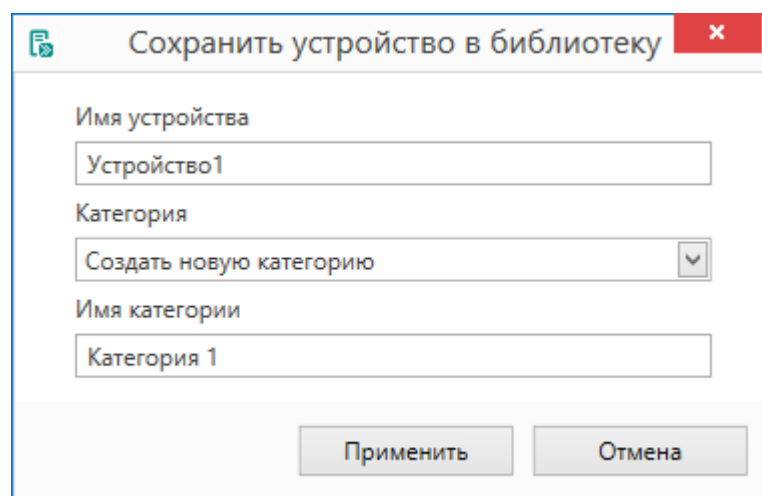 Сохранить устройство в библиотеку
Имя устройства
Устройство1
Категория
Создать новую категорию
Имя категории
Категория 1
Применить Отмена